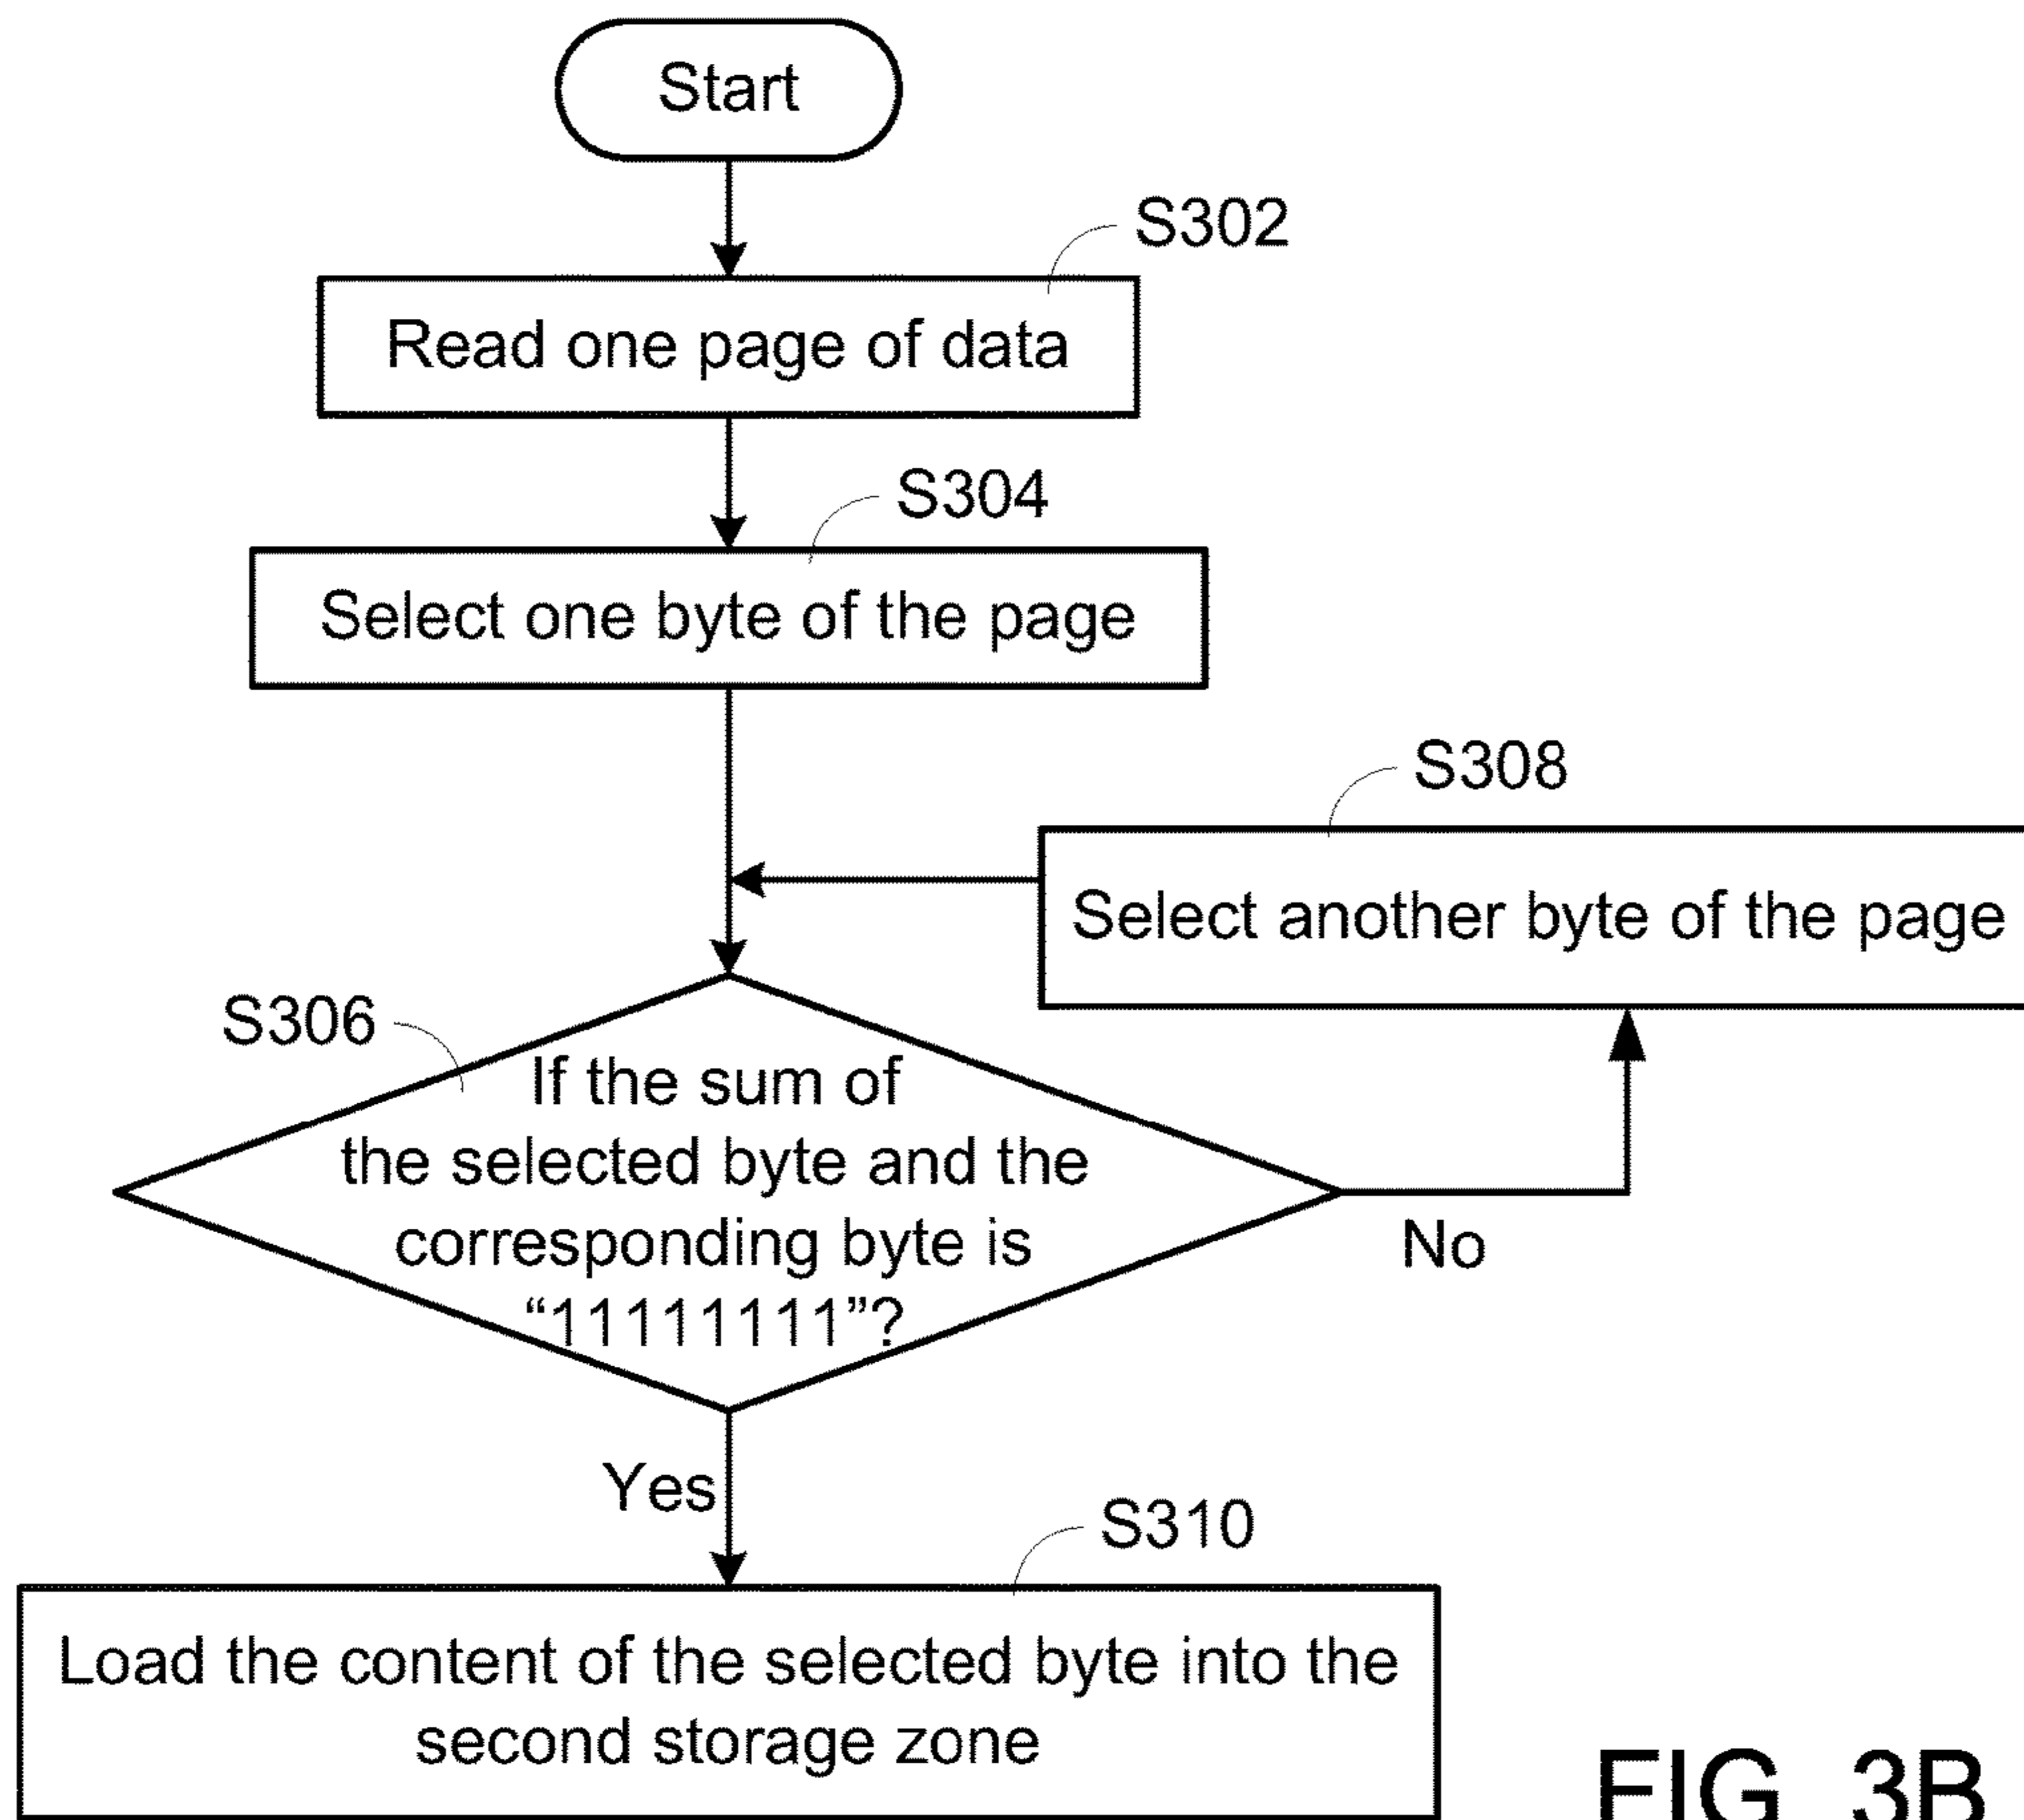 Start
S302
Read one page of data
S304
Select one byte of the page
S308
Select another byte of the page
S306
If the sum of
the selected byte and the
corresponding byte is
“11111111”?
No
Yes
S310
Load the content of the selected byte into the
second storage zone
FIG. 3B